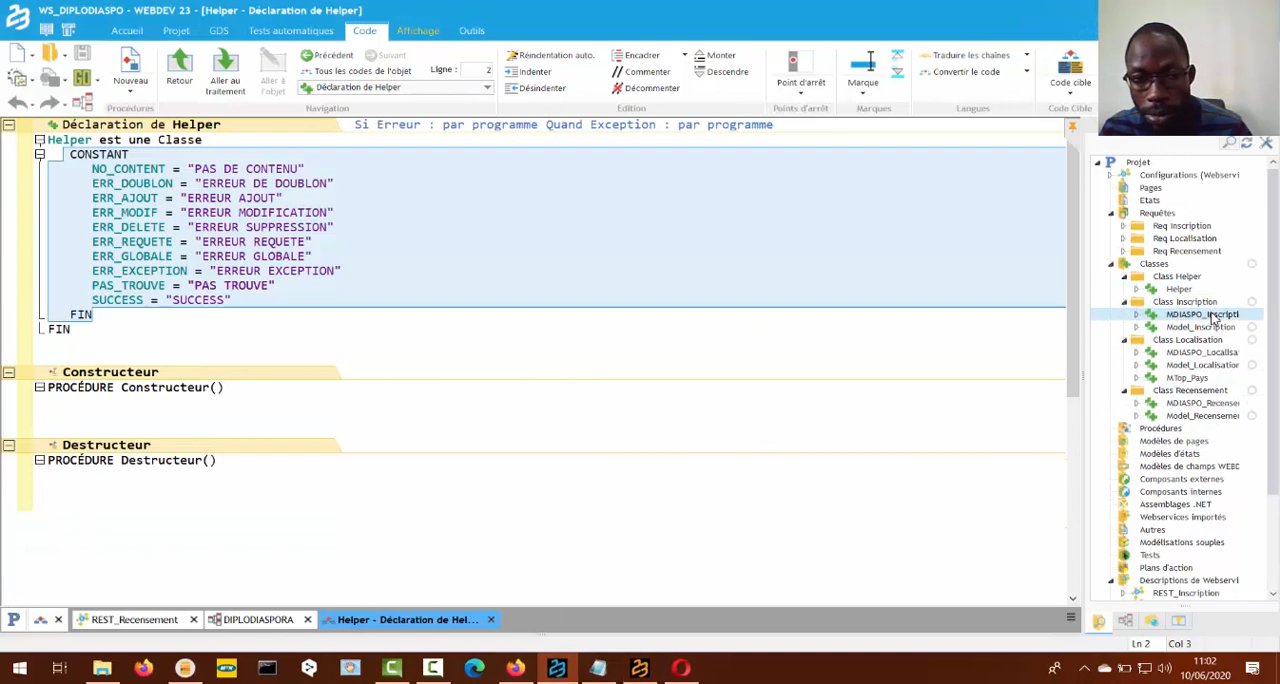 WS_DIPLODIASPO - WEBDEV 23 - [Helper - Déclaration de Helper]
Accueil Projet GDS Tests automatiques Code Affichage Outils
Nouveau
Procédures
Retour
Aller au traitement
Aller à l'objet
Précédent Suivant
Tous les codes de l'objet Ligne : 2
Déclaration de Helper
Navigation
Réindentation auto.
Indenter
Désindenter
Encadrer
Commenter
Décommenter
Monter
Descendre
Edition
Point d'arrêt
Points d'arrêt
Marque
Marques
Traduire les chaînes
Convertir le code
Langues
Code cible
Code Cible
Déclaration de Helper Si Erreur : par programme Quand Exception : par programme
Helper est une Classe
CONSTANT
NO_CONTENT = "PAS DE CONTENU"
ERR_DOUBLON = "ERREUR DE DOUBLON"
ERR_AJOUT = "ERREUR AJOUT"
ERR_MODIF = "ERREUR MODIFICATION"
ERR_DELETE = "ERREUR SUPPRESSION"
ERR_REQUETE = "ERREUR REQUETE"
ERR_GLOBALE = "ERREUR GLOBALE"
ERR_EXCEPTION = "ERREUR EXCEPTION"
PAS_TROUVE = "PAS TROUVE"
SUCCESS = "SUCCESS"
FIN
FIN
Constructeur
PROCÉDURE Constructeur()
Destructeur
PROCÉDURE Destructeur()
Projet
Configurations (Webservi
Pages
Etats
Requêtes
Req Inscription
Req Localisation
Req Recensement
Classes
Class Helper
Helper
Class Inscription
MDIASPO_Inscripti
Model_Inscription
Class Localisation
MDIASPO_Localisa
Model_Localisation
MTop_Pays
Class Recensement
MDIASPO_Recense
Model_Recenseme
Procédures
Modèles de pages
Modèles d'états
Modèles de champs WEBD
Composants externes
Composants internes
Assemblages .NET
Webservices importés
Autres
Modélisations souples
Tests
Plans d'action
Descriptions de Webservi
REST_Inscription
REST_Recensement DIPLODIASPORA Helper - Déclaration de Hel...
Ln 2 Col 3
11:02
10/06/2020